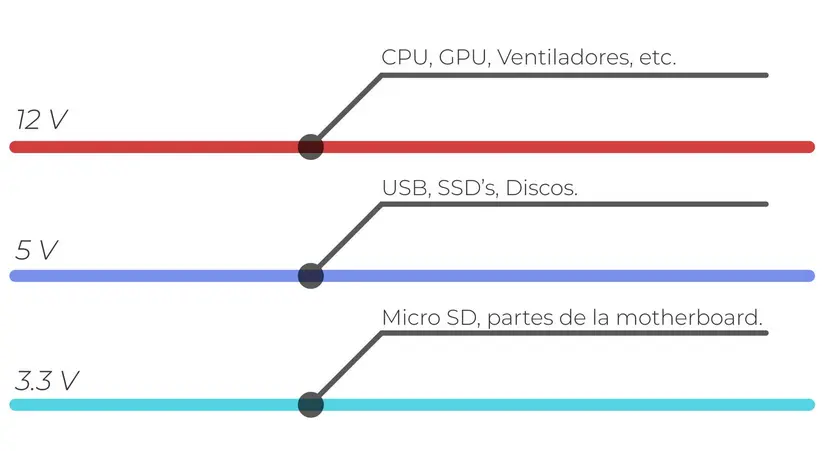 CPU, GPU, Ventiladores, etc.
12 V
USB, SSD’s, Discos.
5 V
Micro SD, partes de la motherboard.
3.3 V